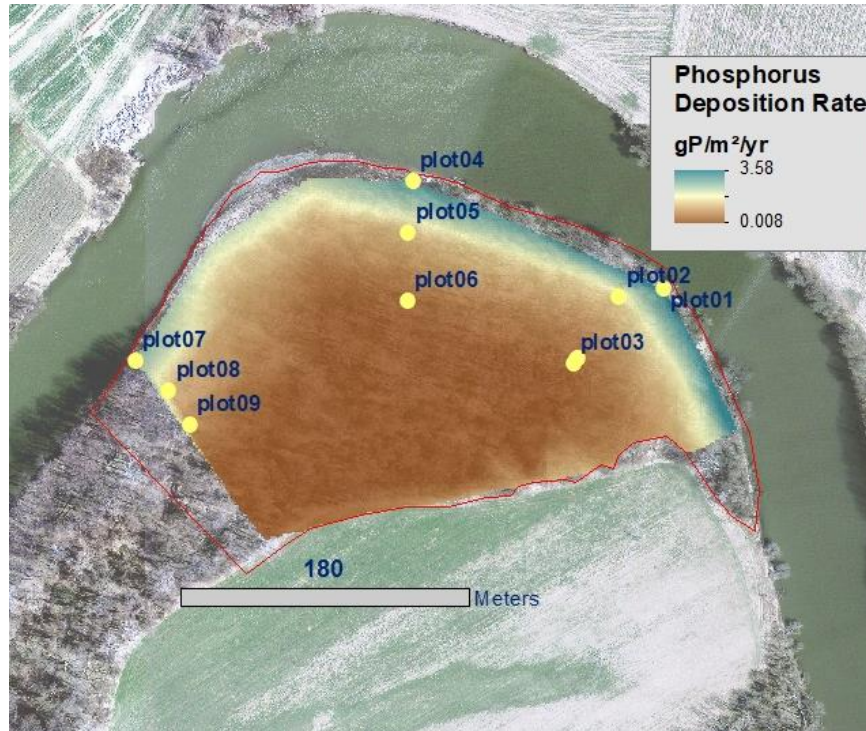 Phosphorus
Deposition Rate
gP/m²/yr
3.58
0.008
plot04
plot05
plot02
plot01
plot06
plot03
plot07
plot08
plot09
180
Meters